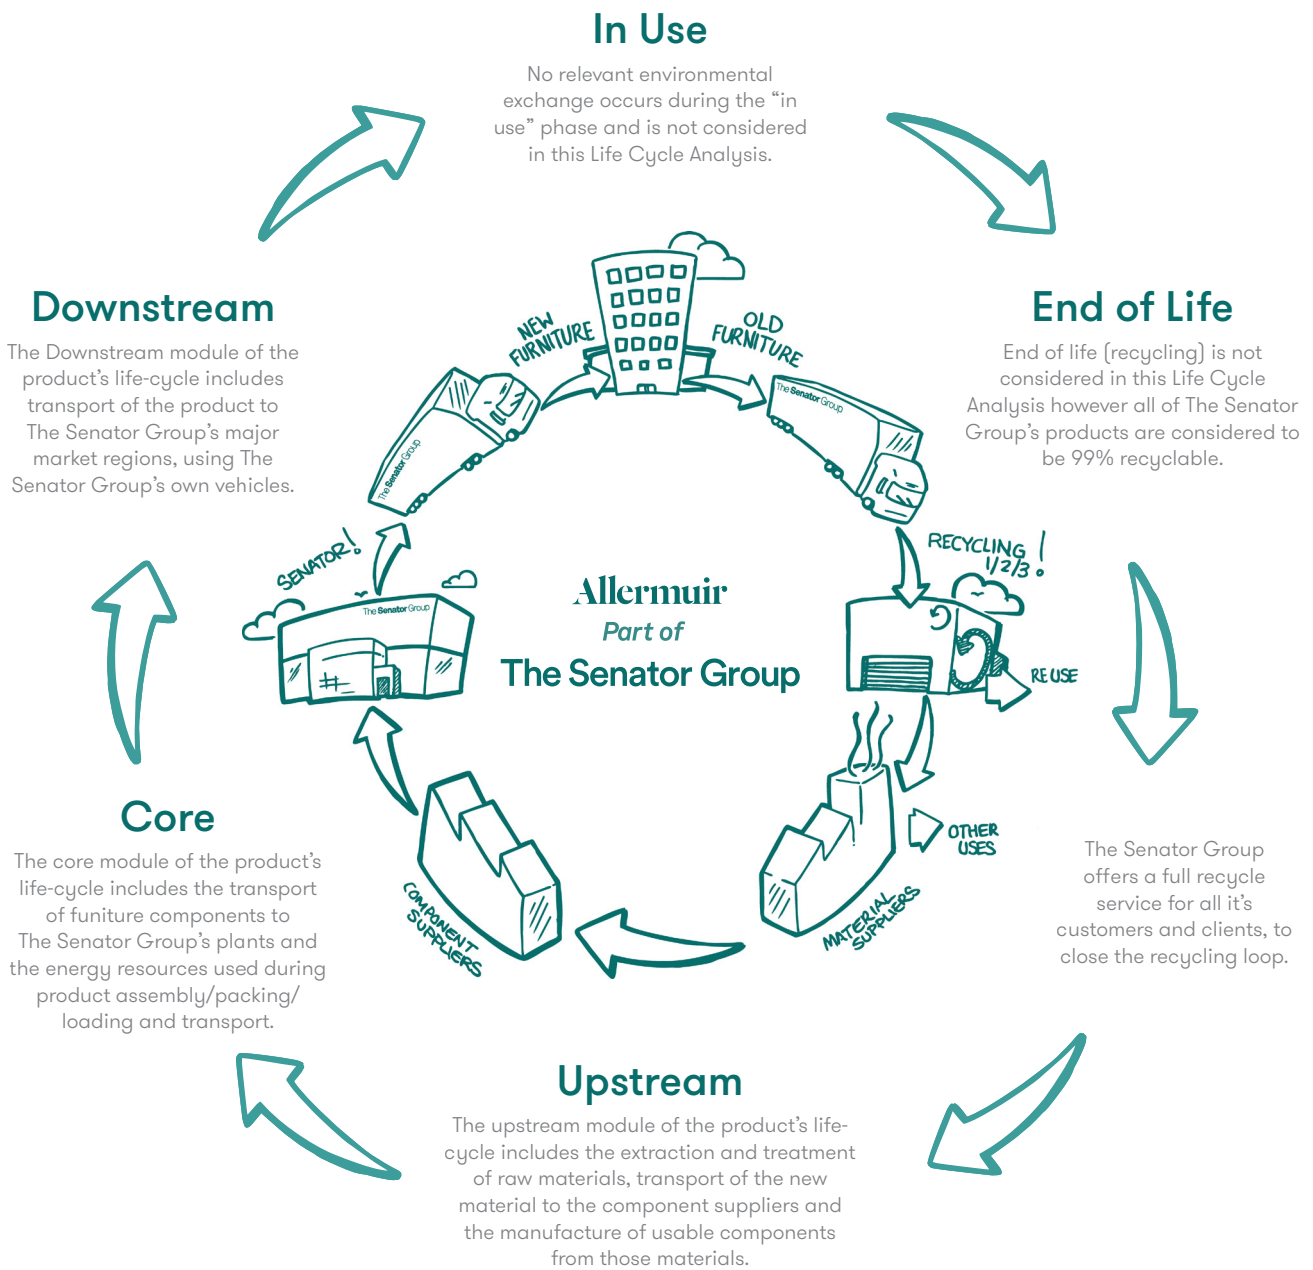 In Use
No relevant environmental
exchange occurs during the “in
use” phase and is not considered
in this Life Cycle Analysis.
Downstream
The Downstream module of the
product’s life-cycle includes
transport of the product to
The Senator Group’s major
market regions, using The
Senator Group’s own vehicles.
End of Life
End of life (recycling) is not
considered in this Life Cycle
Analysis however all of The Senator
Group’s products are considered to
be 99% recyclable.
NEW
FURNITURE
OLD
FURNITURE
The Senator Group
The Senator Group
SENATOR!
RECYCLING !
1/2/3
The Senator Group
Allermuir
Part of
The Senator Group
RE USE
OTHER
USES
COMPONENT
SUPPLIERS
MATERIAL
SUPPLIERS
Core
The core module of the product’s
life-cycle includes the transport
of funiture components to
The Senator Group’s plants and
the energy resources used during
product assembly/packing/
loading and transport.
The Senator Group
offers a full recycle
service for all it’s
customers and clients, to
close the recycling loop.
Upstream
The upstream module of the product’s life-
cycle includes the extraction and treatment
of raw materials, transport of the new
material to the component suppliers and
the manufacture of usable components
from those materials.